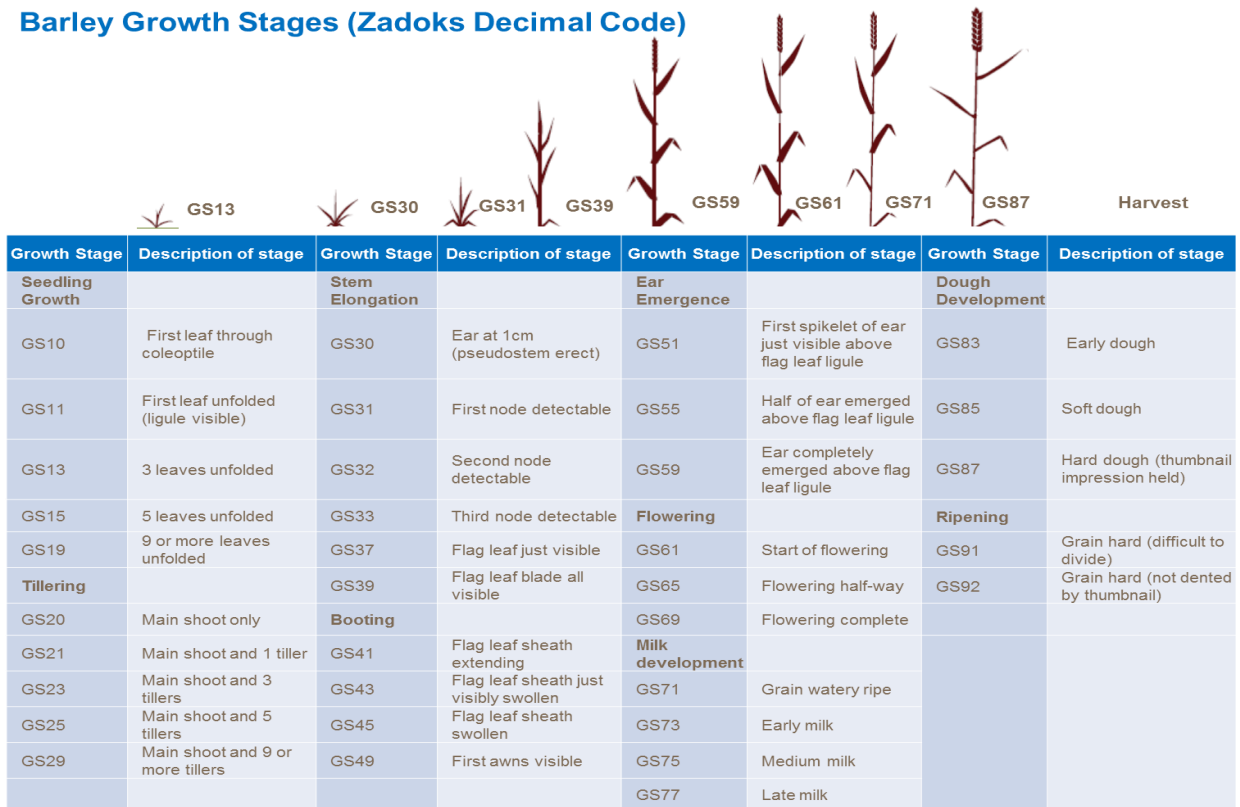 Barley Growth Stages (Zadoks Decimal Code)
GS13
GS30
GS31
GS39
GS59
GS61
GS71
GS87
Harvest
Growth Stage Description of stage Growth Stage Description of stage Growth Stage Description of stage Growth Stage Description of stage
Seedling
Growth
Stem
Elongation
Ear
Emergence
Dough
Development
GS10
First leaf through
coleoptile
GS30
Ear at 1cm
(pseudostem erect)
GS51
First spikelet of ear
just visible above
flag leaf ligule
GS83
Early dough
GS11
First leaf unfolded
(ligule visible)
GS31
First node detectable
GS55
Half of ear emerged
above flag leaf ligule
GS85
Soft dough
GS13
3 leaves unfolded
GS32
Second node
detectable
GS59
Ear completely
emerged above flag
leaf ligule
GS87
Hard dough (thumbnail
impression held)
GS15
5 leaves unfolded
GS33
Third node detectable
Flowering
Ripening
GS19
9 or more leaves
unfolded
GS37
Flag leaf just visible
GS61
Start of flowering
GS91
Grain hard (difficult to
divide)
Tillering
GS39
Flag leaf blade all
visible
GS65
Flowering half-way
GS92
Grain hard (not dented
by thumbnail)
GS20
Main shoot only
Booting
GS69
Flowering complete
GS21
Main shoot and 1 tiller
GS41
Flag leaf sheath
extending
Milk
development
GS23
Main shoot and 3
tillers
GS43
Flag leaf sheath just
visibly swollen
GS71
Grain watery ripe
GS25
Main shoot and 5
tillers
GS45
Flag leaf sheath
swollen
GS73
Early milk
GS29
Main shoot and 9 or
more tillers
GS49
First awns visible
GS75
Medium milk
GS77
Late milk